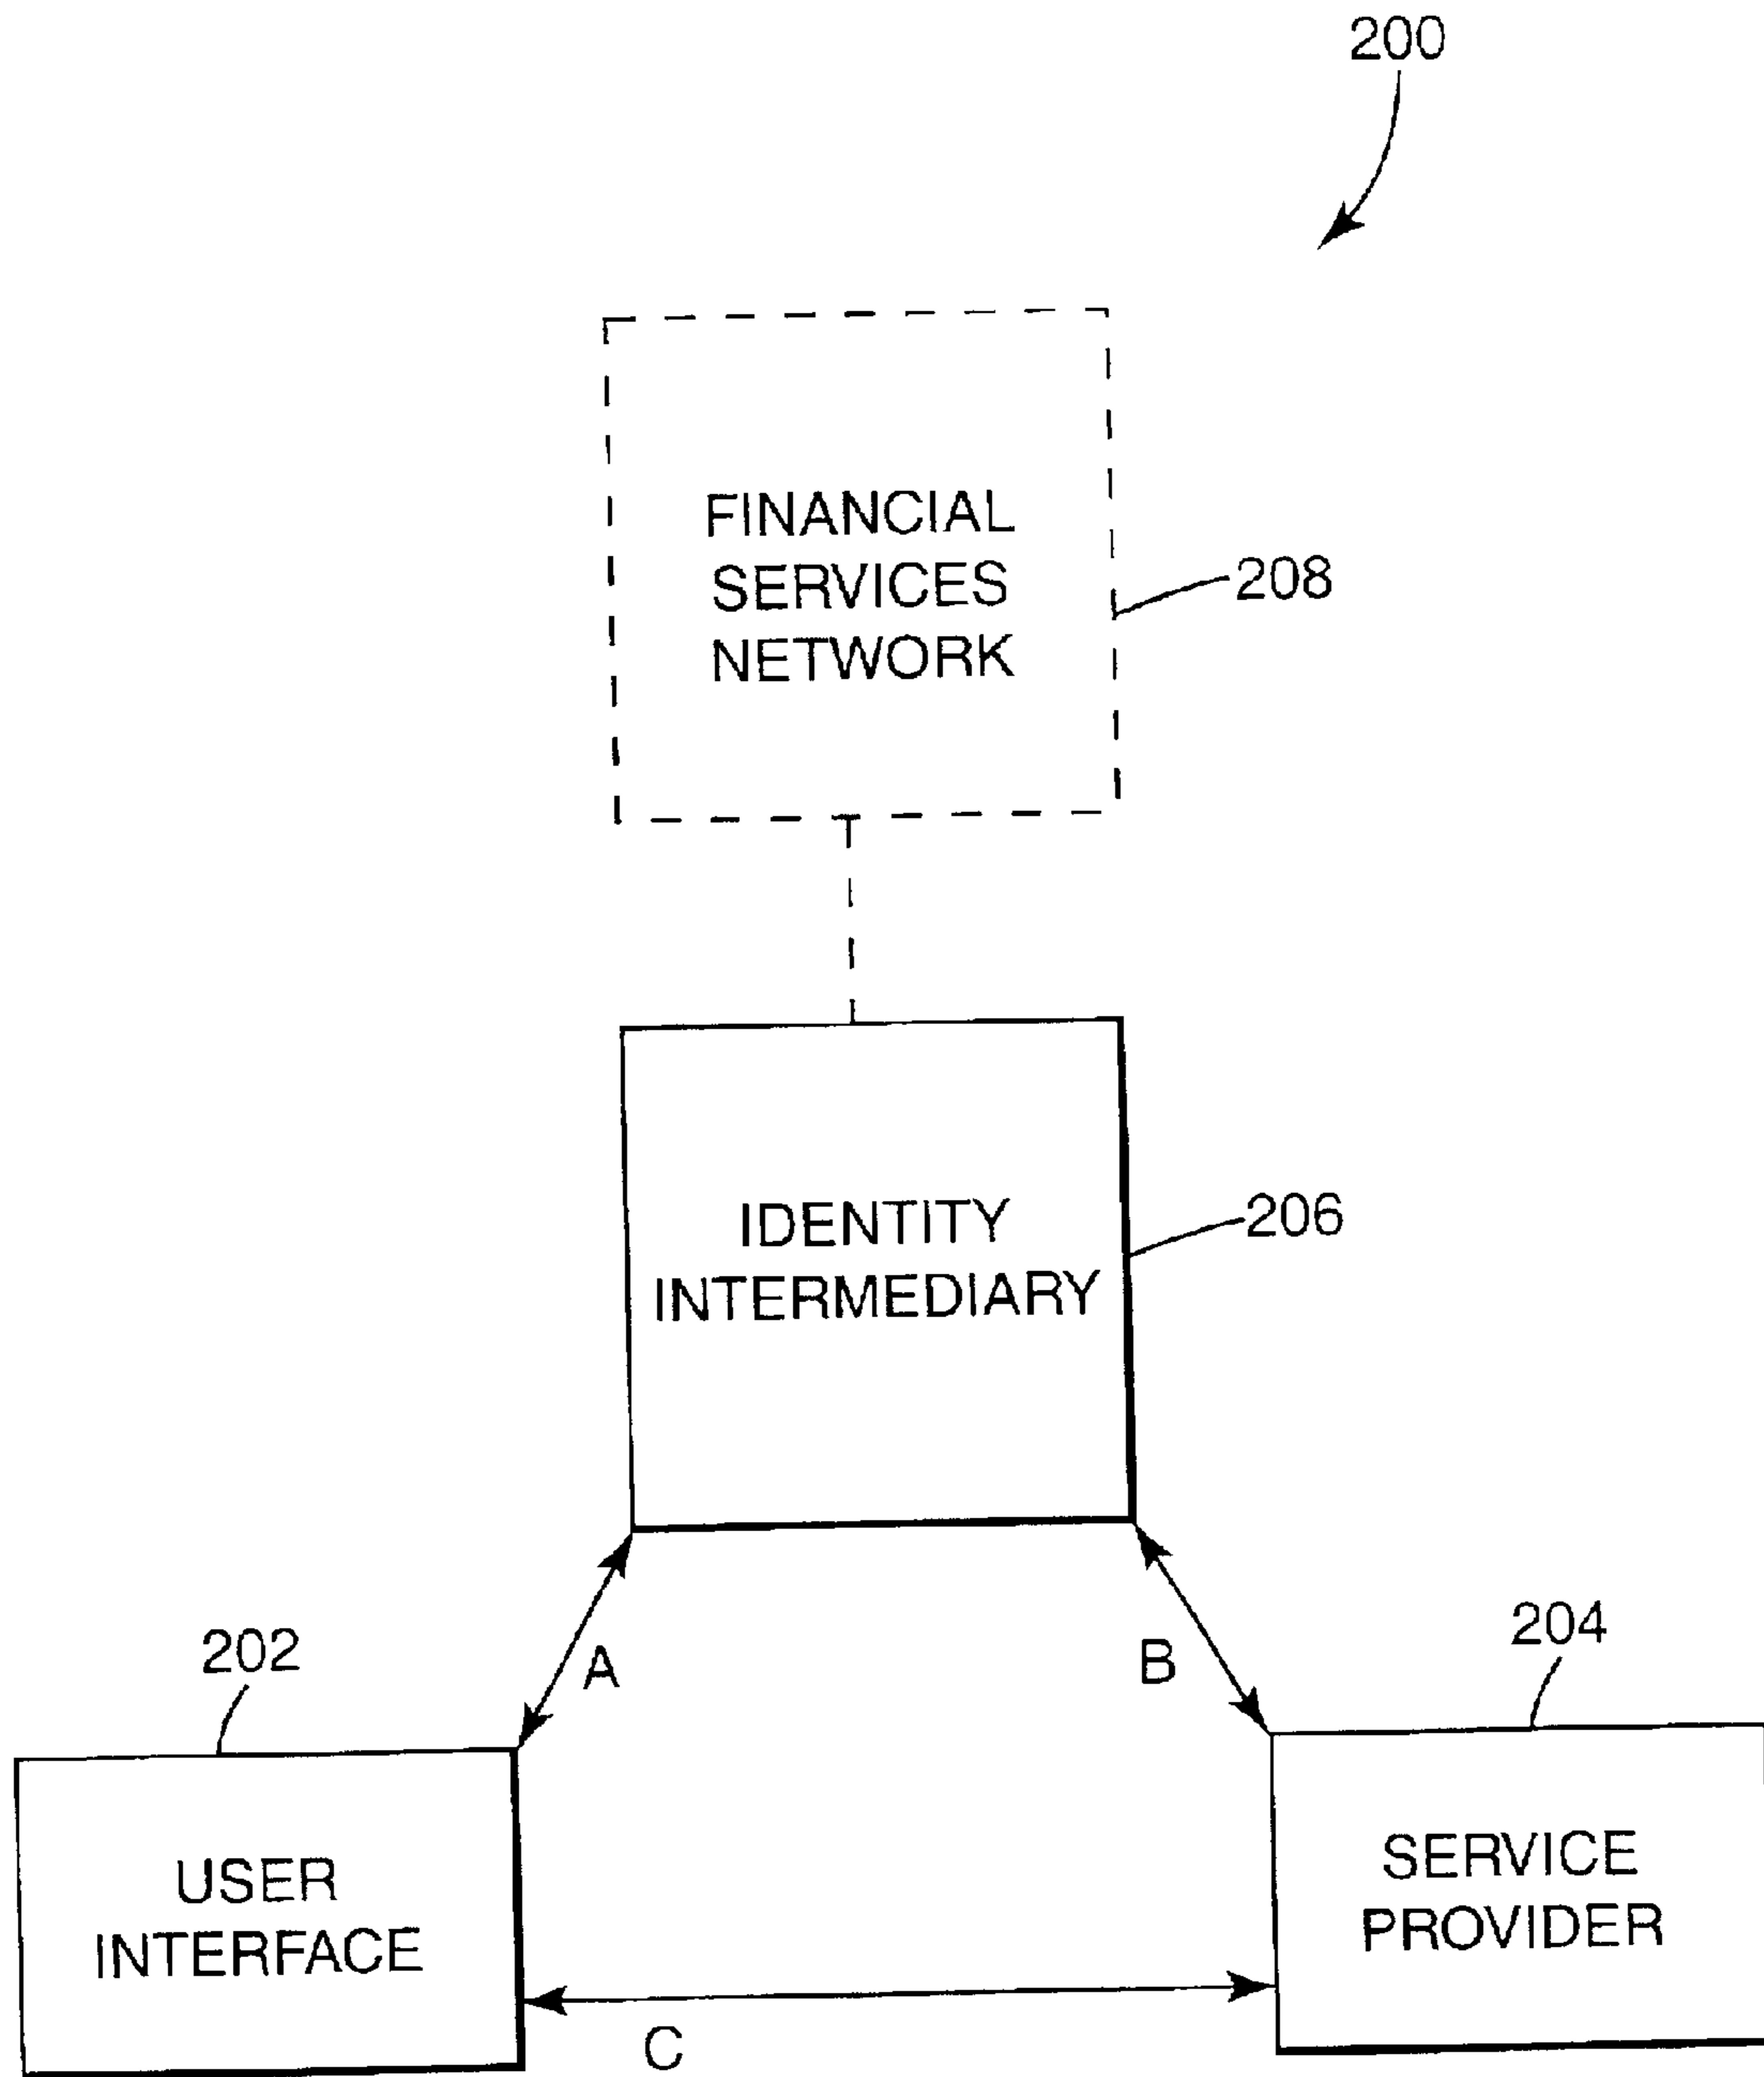 200
FINANCIAL
SERVICES
NETWORK
208
IDENTITY
INTERMEDIARY
206
202
A
B
204
USER
INTERFACE
SERVICE
PROVIDER
C